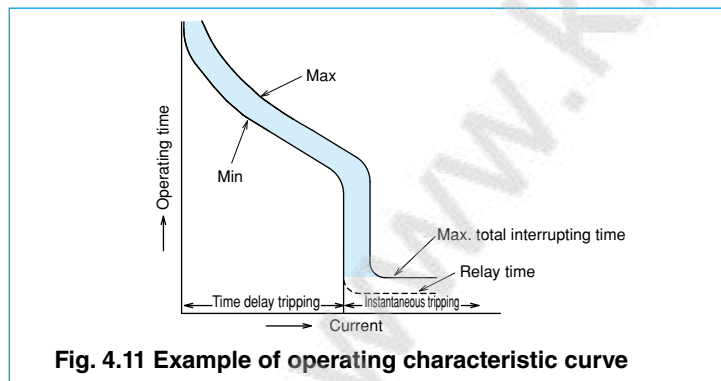 Max
Min
Operating time
Max. total interrupting time
Relay time
Time delay tripping
Instantaneous tripping
Current
Fig. 4.11 Example of operating characteristic curve
www.k